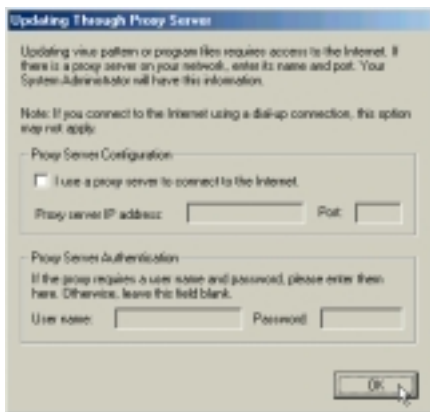 Updating Through Proxy Server
Updating virus pattern or program files requires access to the Internet. If
there is a proxy server on your network, enter its name and port. Your
System Administrator will have this information.
Note: If you connect to the Internet using a dial-up connection, this option
may not apply.
Proxy Server Configuration
I use a proxy server to connect to the Internet.
Proxy server IP address: Port:
Proxy Server Authentication
If the proxy requires a user name and password, please enter them
here. Otherwise, leave this field blank.
User name: Password:
OK